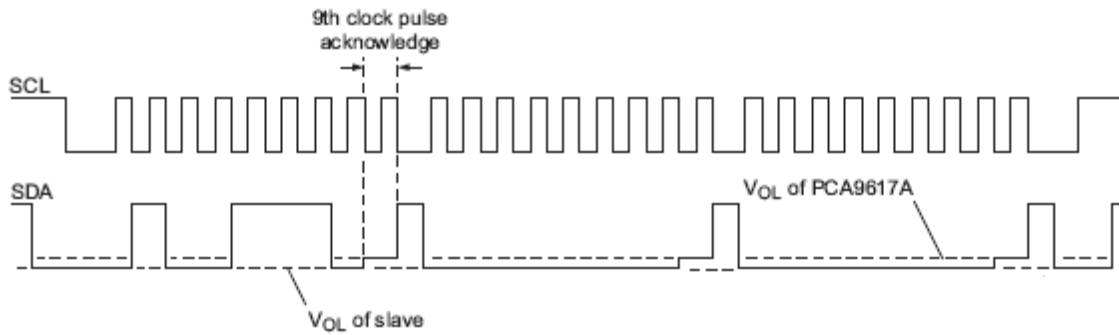 9th clock pulse
acknowledge
SCL
SDA
VOL of PCA9617A
VOL of slave